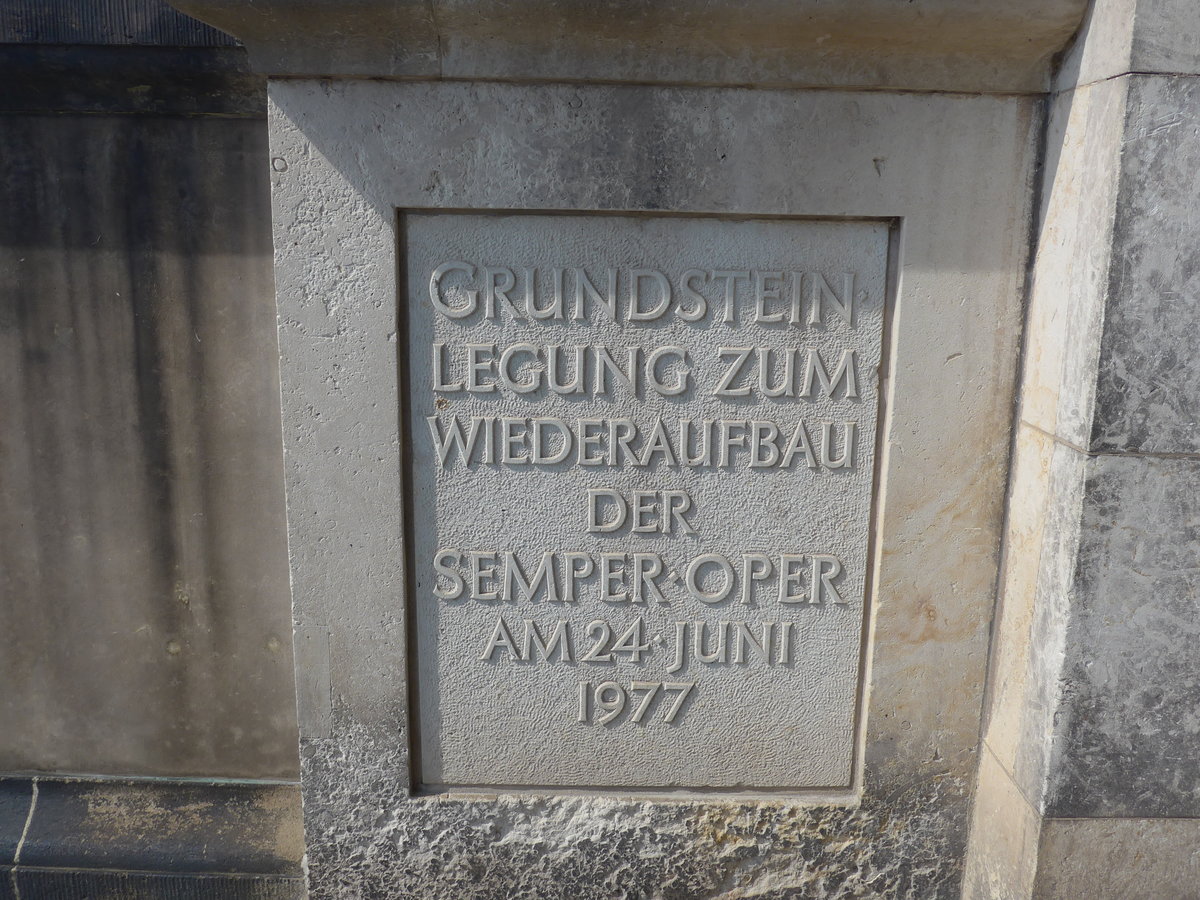 GRUNDSTEIN
LEGUNG ZUM
WIEDERAUFBAU
DER
SEMPER·OPER
AM 24·JUNI
1977